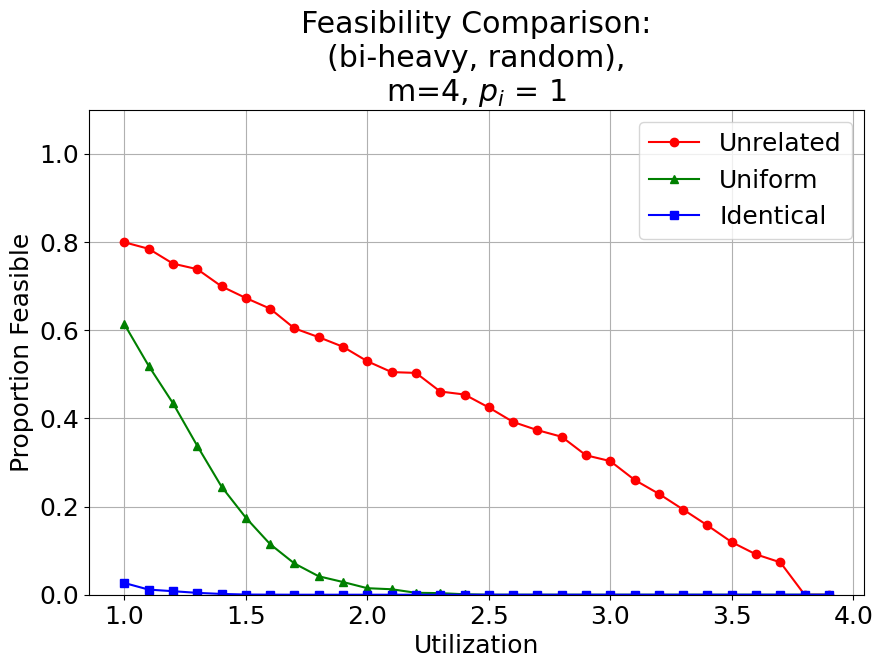 Feasibility Comparison:
(bi-heavy, random),
m=4, $p_i$ = 1
Unrelated
Uniform
Identical
Proportion Feasible
1.0
0.8
0.6
0.4
0.2
0.0
1.0 1.5 2.0 2.5 3.0 3.5 4.0
Utilization